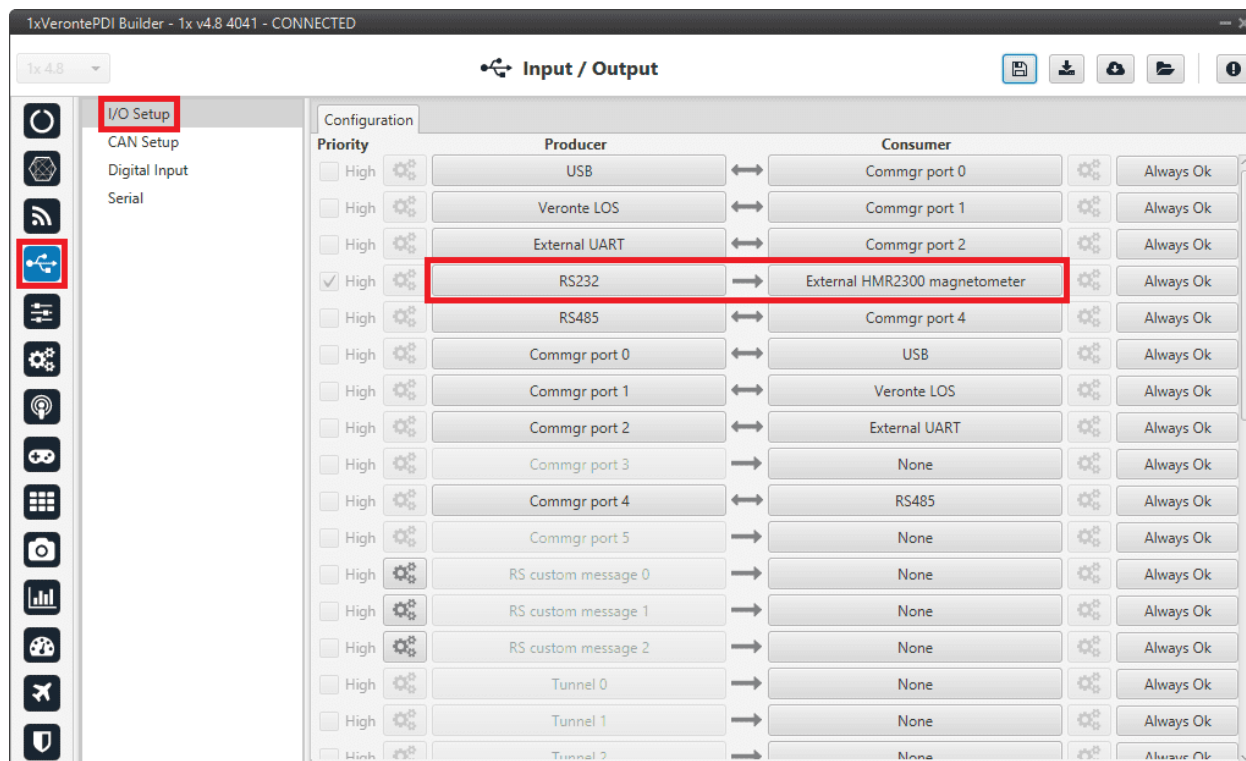 1xVerontePDI Builder - 1x v4.8 4041 - CONNECTED
1x 4.8
Input / Output
I/O Setup
CAN Setup
Digital Input
Serial
Configuration
Priority Producer Consumer
High USB Commgr port 0 Always Ok
High Veronte LOS Commgr port 1 Always Ok
High External UART Commgr port 2 Always Ok
High RS232 External HMR2300 magnetometer Always Ok
High RS485 Commgr port 4 Always Ok
High Commgr port 0 USB Always Ok
High Commgr port 1 Veronte LOS Always Ok
High Commgr port 2 External UART Always Ok
High Commgr port 3 None Always Ok
High Commgr port 4 RS485 Always Ok
High Commgr port 5 None Always Ok
High RS custom message 0 None Always Ok
High RS custom message 1 None Always Ok
High RS custom message 2 None Always Ok
High Tunnel 0 None Always Ok
High Tunnel 1 None Always Ok
High Tunnel 2 None Always Ok